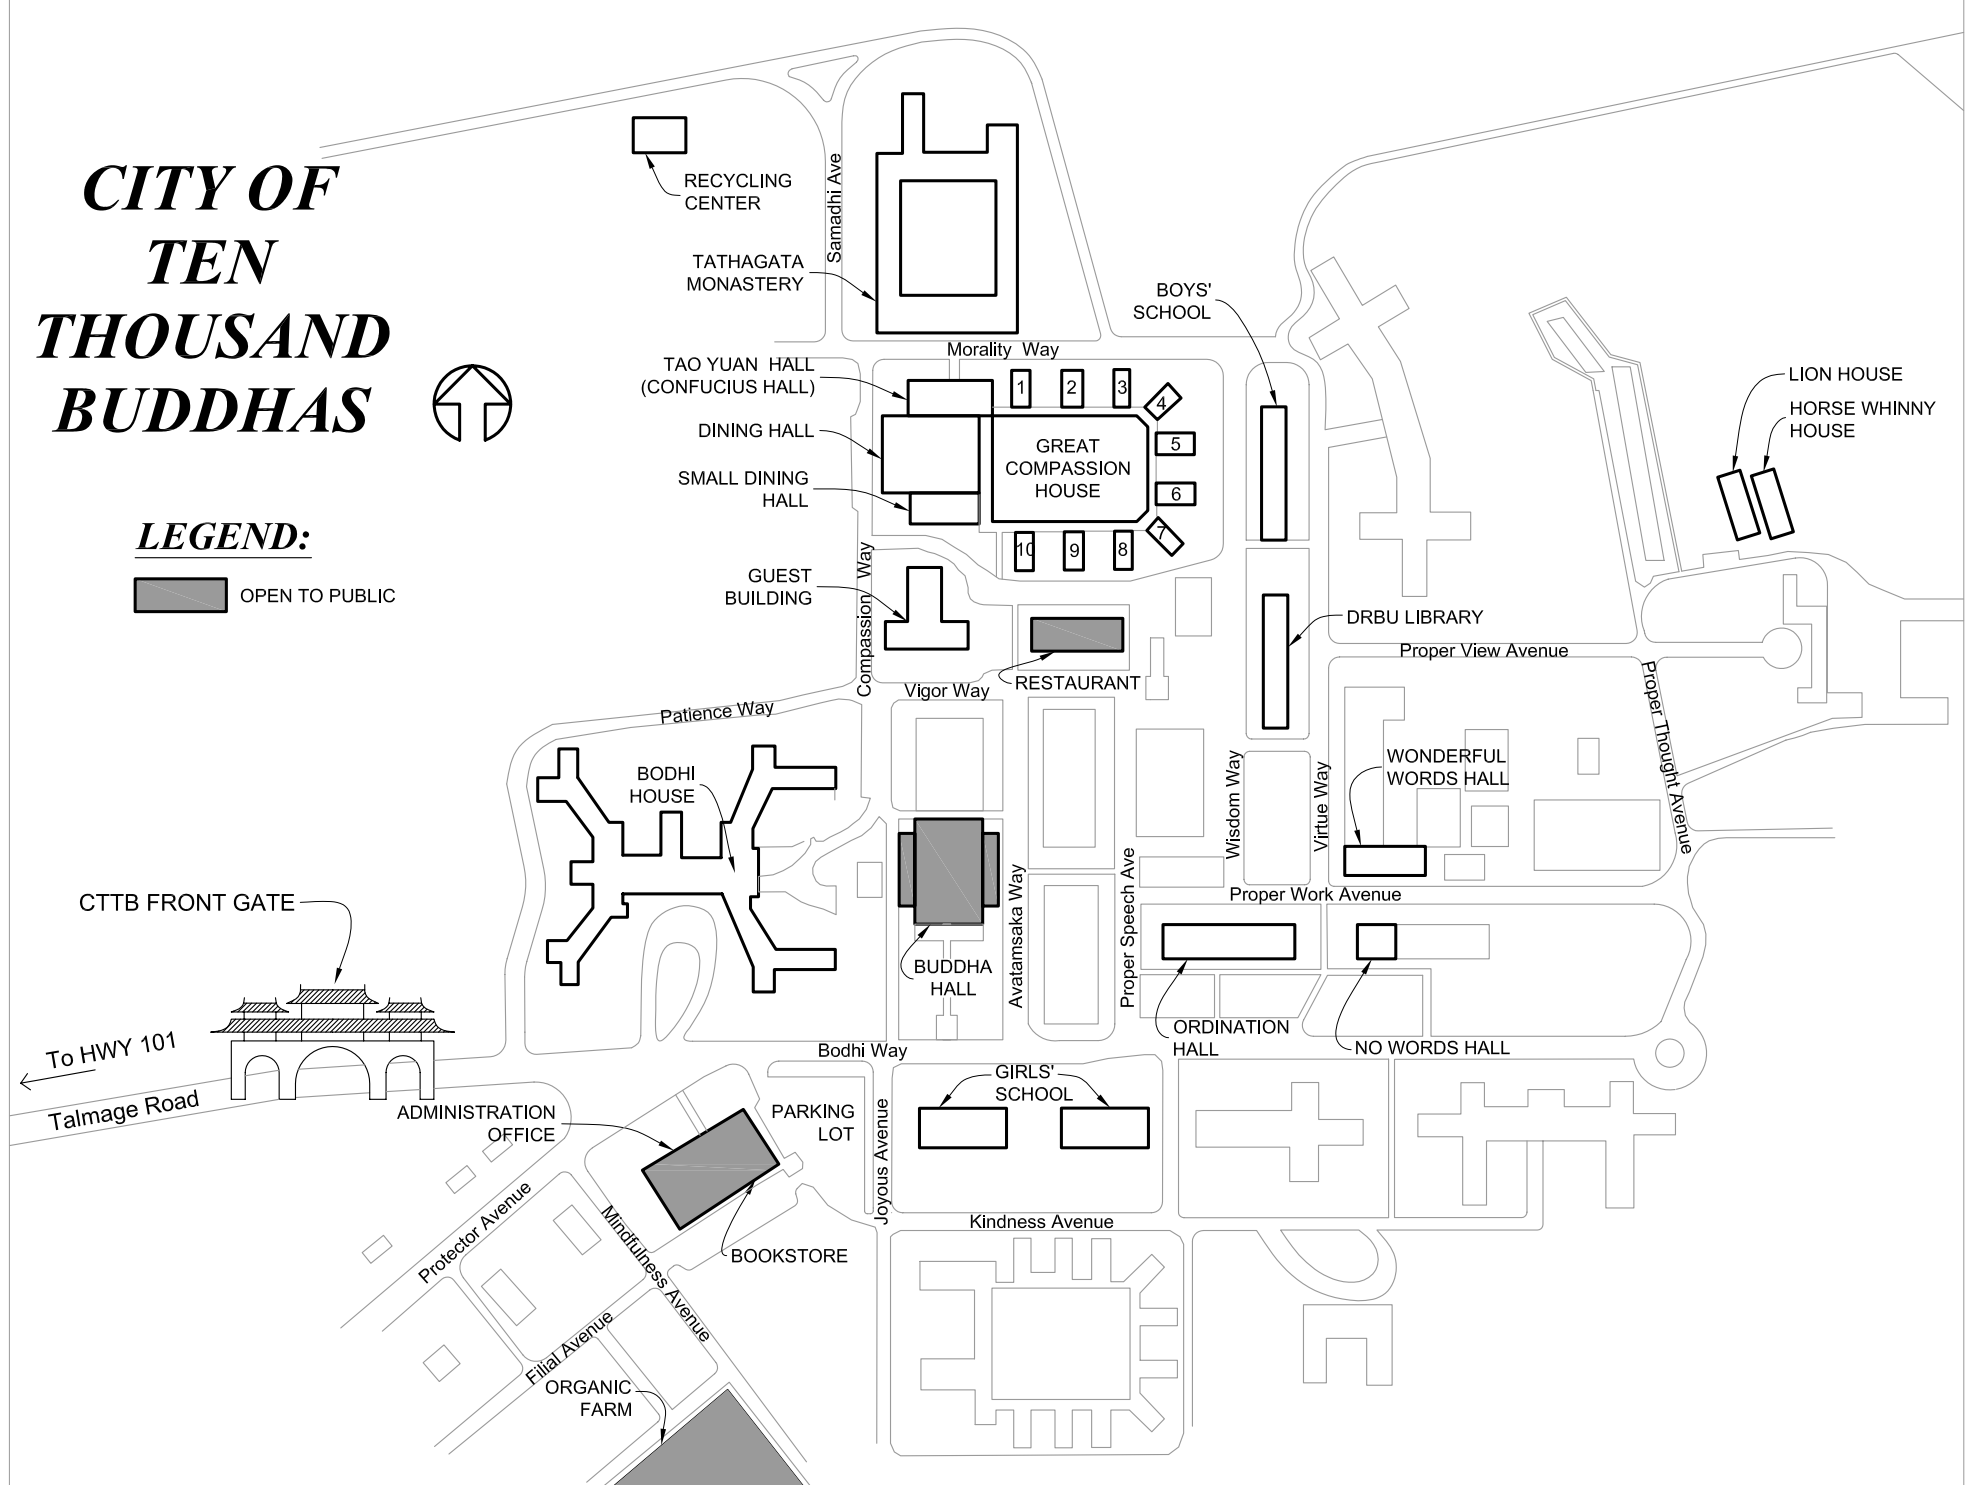 CITY OF
TEN
THOUSAND
BUDDHAS
LEGEND:
OPEN TO PUBLIC
RECYCLING
CENTER
Samadhi Ave
TATHAGATA
MONASTERY
BOYS'
SCHOOL
Morality Way
TAO YUAN HALL
(CONFUCIUS HALL)
DINING HALL
SMALL DINING
HALL
GREAT
COMPASSION
HOUSE
1
2
3
4
5
6
7
8
9
10
LION HOUSE
HORSE WHINNY
HOUSE
GUEST
BUILDING
Compassion Way
DRBU LIBRARY
Proper View Avenue
RESTAURANT
Vigor Way
Patience Way
Proper Thought Avenue
BODHI
HOUSE
WONDERFUL
WORDS HALL
Wisdom Way
Virtue Way
CTTB FRONT GATE
Proper Work Avenue
Avatamsaka Way
Proper Speech Ave
BUDDHA
HALL
ORDINATION
HALL
NO WORDS HALL
To HWY 101
Talmage Road
Bodhi Way
GIRLS'
SCHOOL
ADMINISTRATION
OFFICE
PARKING
LOT
Joyous Avenue
Kindness Avenue
Protector Avenue
Mindfulness Avenue
BOOKSTORE
Filial Avenue
ORGANIC
FARM